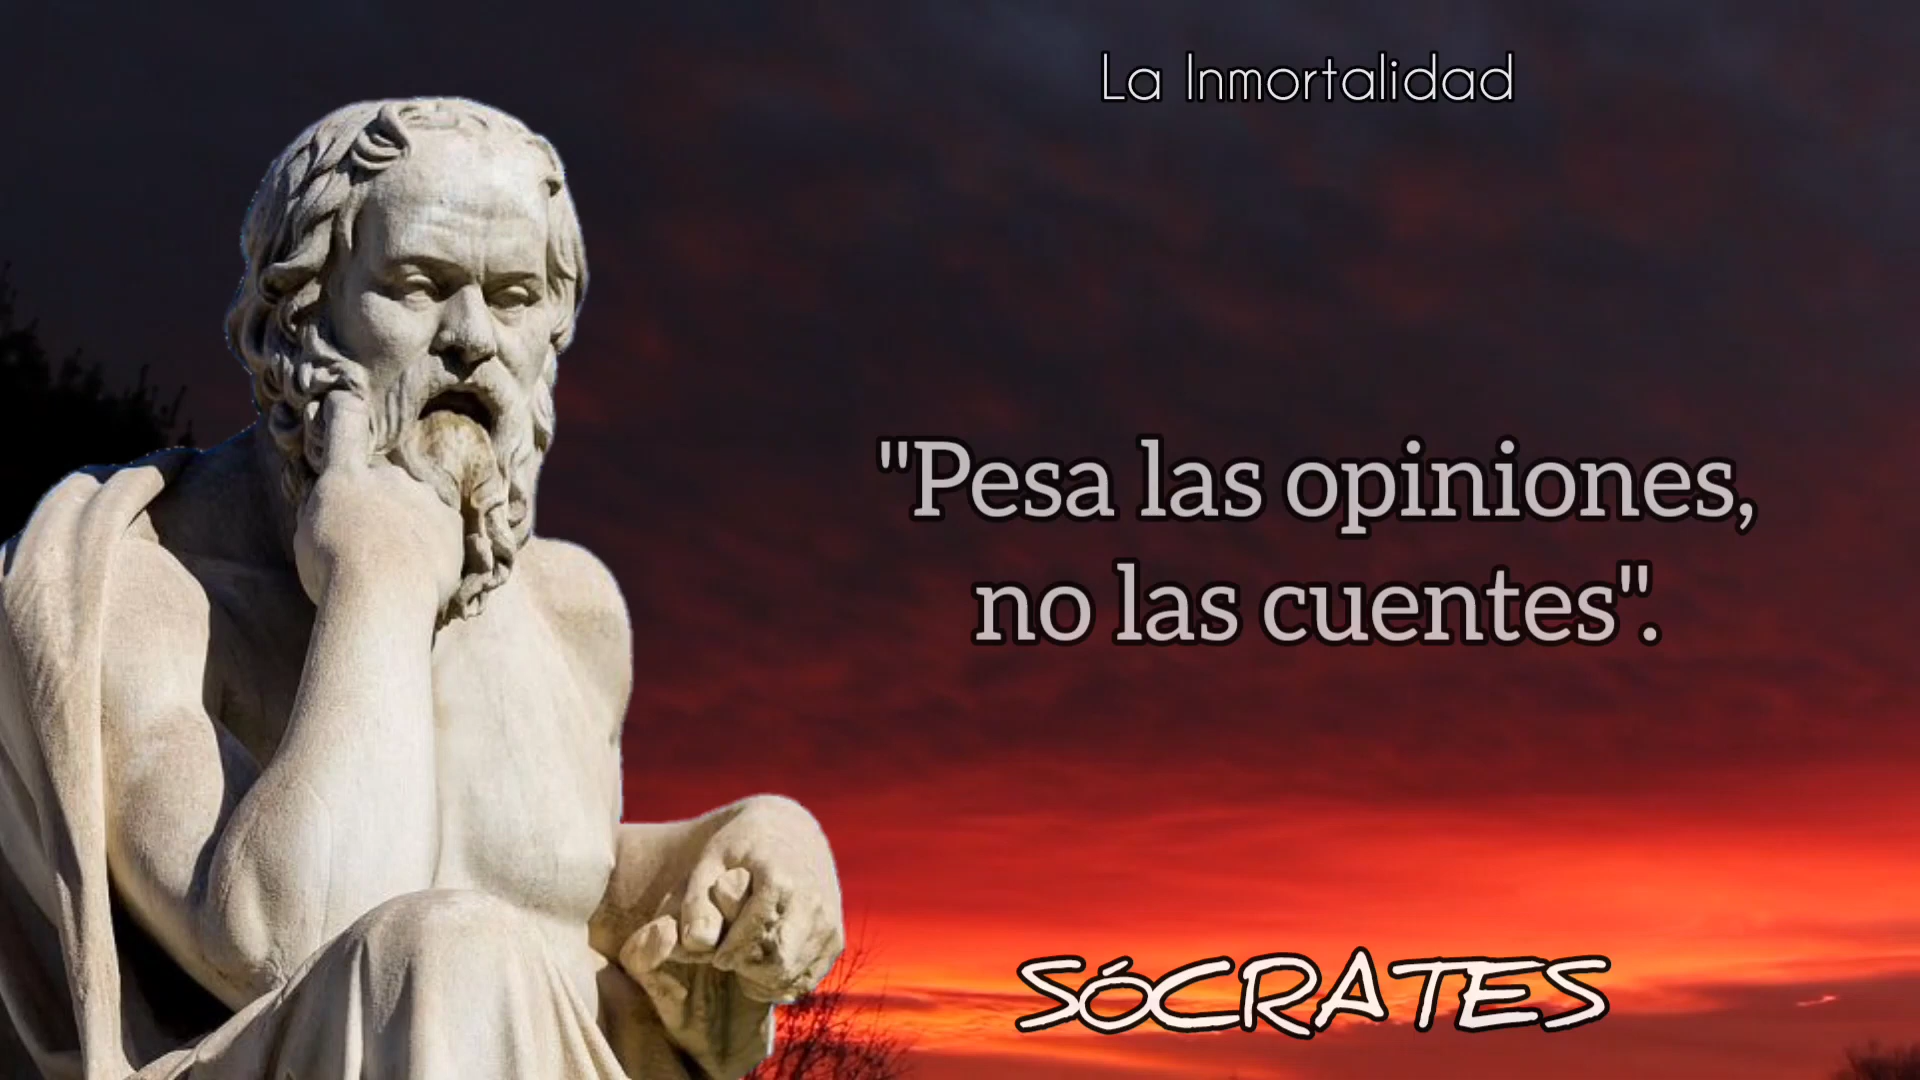 La Inmortalidad
"Pesa las opiniones,
no las cuentes".
SÓCRATES